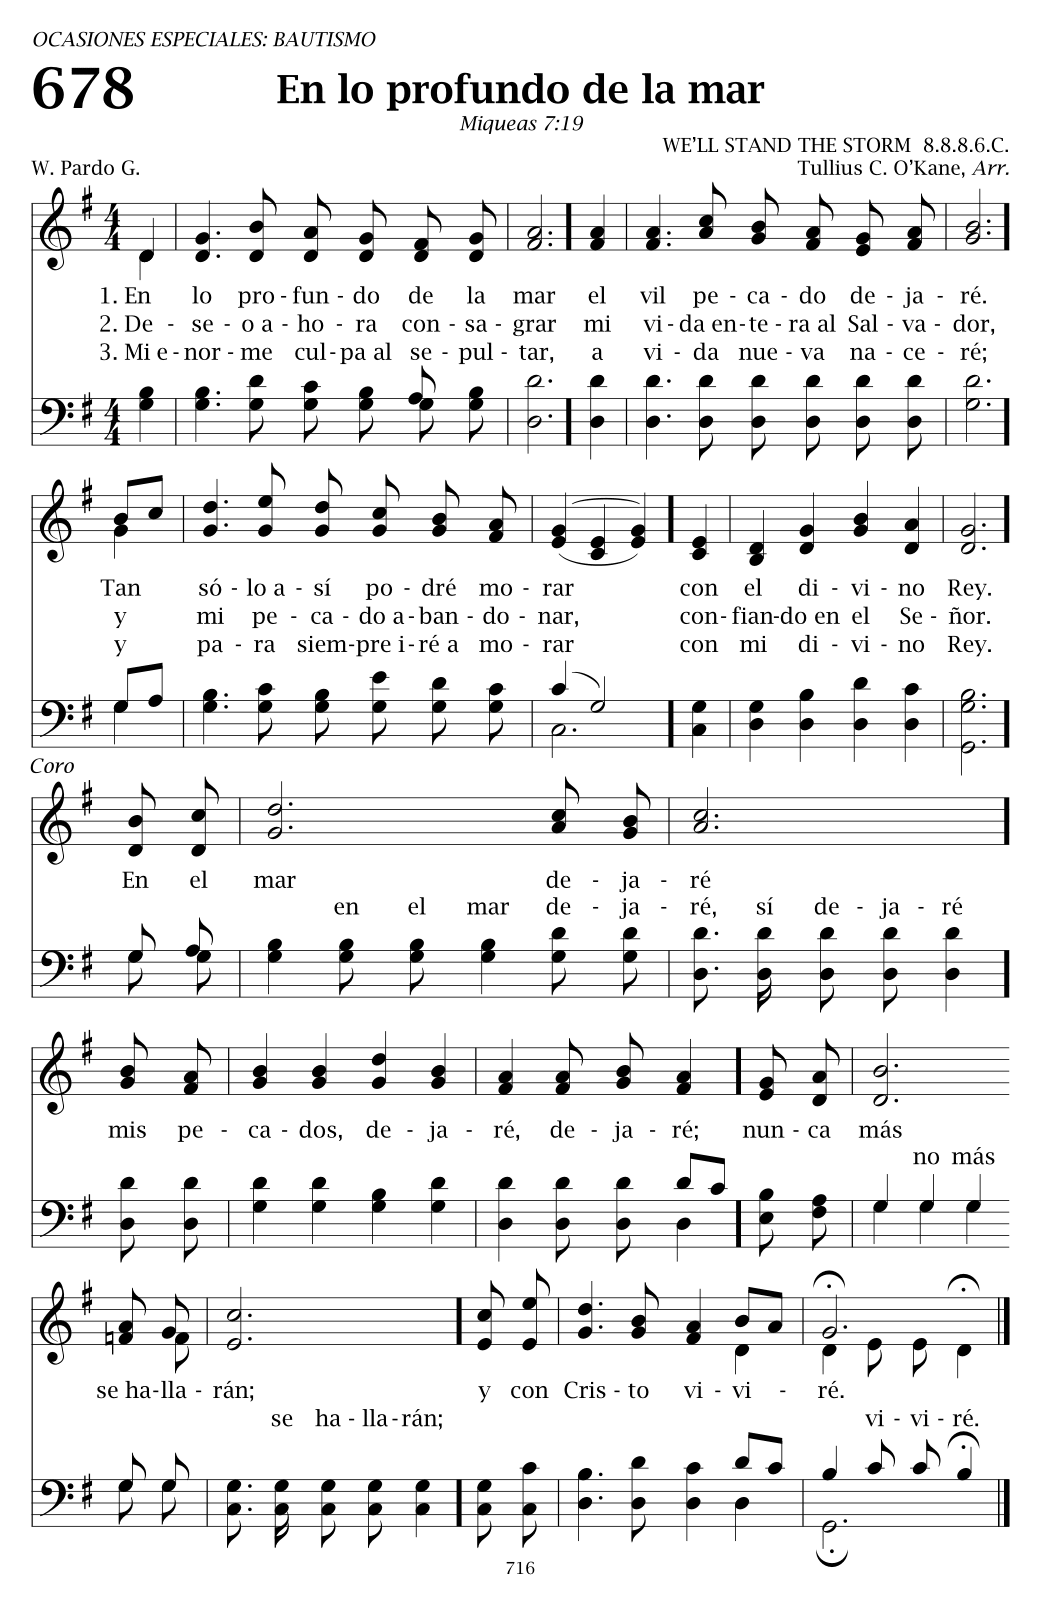 OCASIONES ESPECIALES: BAUTISMO
678
En lo profundo de la mar
Miqueas 7:19
WE'LL STAND THE STORM 8.8.8.6.C.
W. Pardo G.
Tullius C. O'Kane, Arr.
1. En lo pro - fun - do de la mar el vil pe - ca - do de - ja - ré.
2. De - se - o a - ho - ra con - sa - grar mi vi - da en - te - ra al Sal - va - dor,
3. Mi e - nor - me cul - pa al se - pul - tar, a vi - da nue - va na - ce - ré;
Tan só - lo a - sí po - dré mo - rar con el di - vi - no Rey.
y mi pe - ca - do a - ban - do - nar, con - fian - do en el Se - ñor.
y pa - ra siem - pre i - ré a mo - rar con mi di - vi - no Rey.
Coro
En el mar de - ja - ré
en el mar de - ja - ré, sí de - ja - ré
mis pe - ca - dos, de - ja - ré, de - ja - ré; nun - ca más
no más
se ha - lla - rán; y con Cris - to vi - vi - ré.
se ha - lla - rán; vi - vi - ré.
716